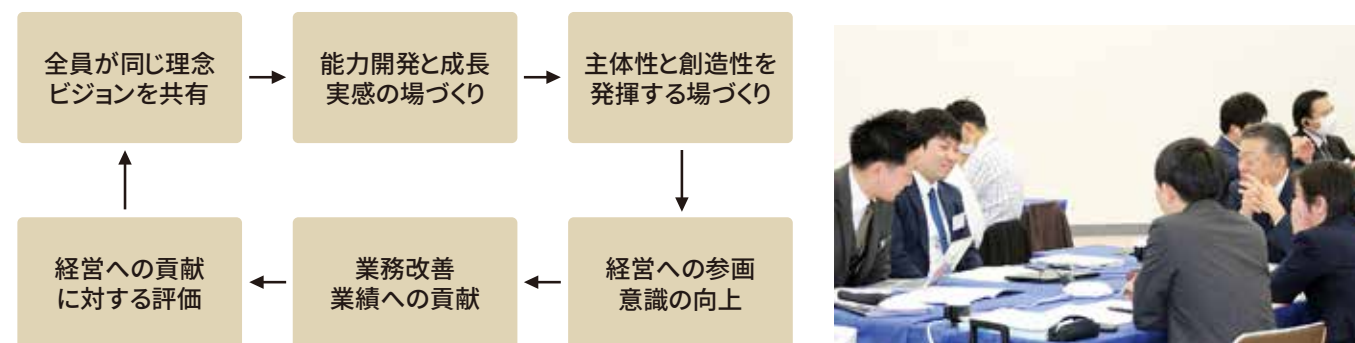 全員が同じ理念
ビジョンを共有
能力開発と成長
実感の場づくり
主体性と創造性を
発揮する場づくり
経営への参画
意識の向上
業務改善
業績への貢献
経営への貢献
に対する評価